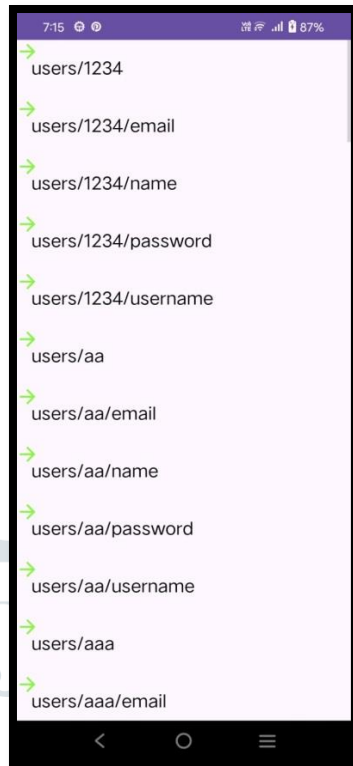 7:15 87%
users/1234
users/1234/email
users/1234/name
users/1234/password
users/1234/username
users/aa
users/aa/email
users/aa/name
users/aa/password
users/aa/username
users/aaa
users/aaa/email